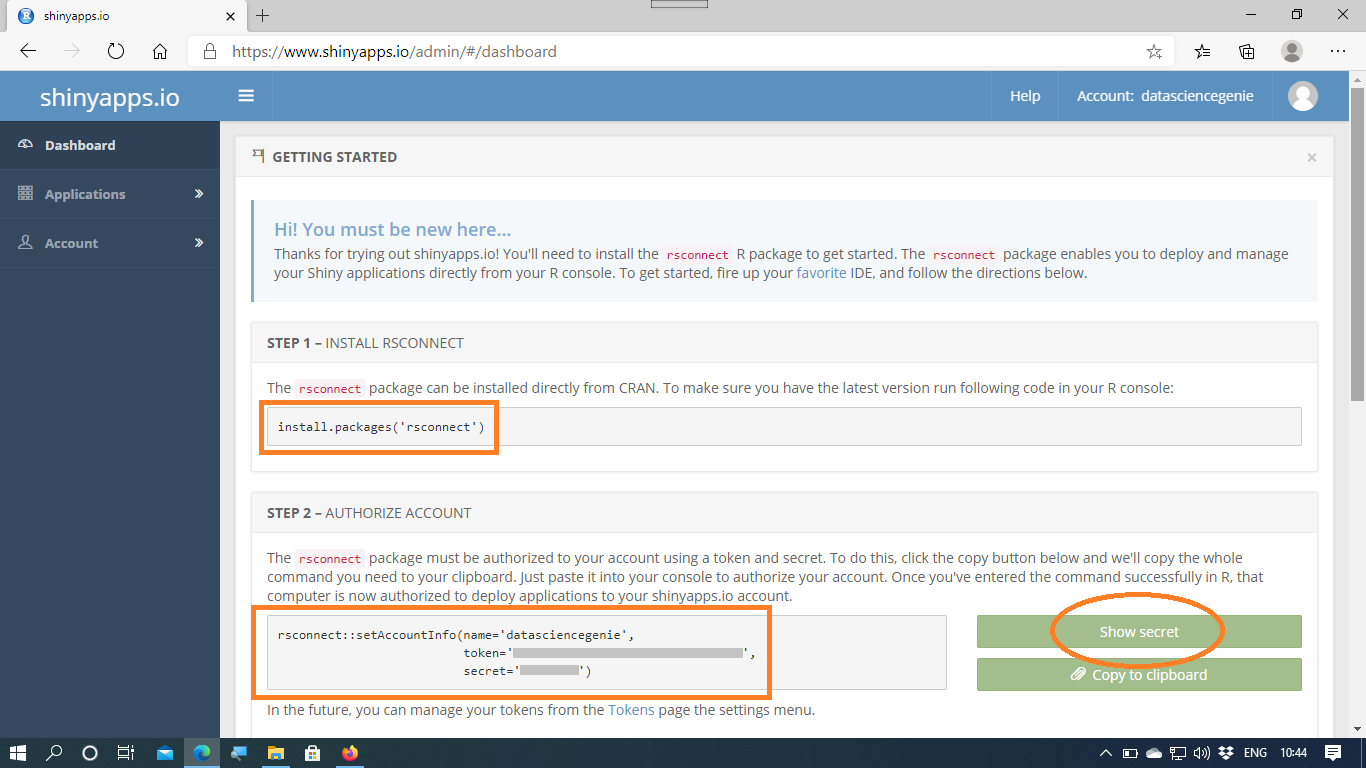 shinyapps.io
https://www.shinyapps.io/admin/#/dashboard
shinyapps.io
Help
Account: datasciencegenie
Dashboard
Applications
Account
GETTING STARTED
Hi! You must be new here...
Thanks for trying out shinyapps.io! You'll need to install the rsconnect R package to get started. The rsconnect package enables you to deploy and manage
your Shiny applications directly from your R console. To get started, fire up your favorite IDE, and follow the directions below.
STEP 1 – INSTALL RSCONNECT
The rsconnect package can be installed directly from CRAN. To make sure you have the latest version run following code in your R console:
install.packages('rsconnect')
STEP 2 – AUTHORIZE ACCOUNT
The rsconnect package must be authorized to your account using a token and secret. To do this, click the copy button below and we'll copy the whole
command you need to your clipboard. Just paste it into your console to authorize your account. Once you've entered the command successfully in R, that
computer is now authorized to deploy applications to your shinyapps.io account.
rsconnect::setAccountInfo(name='datasciencegenie',
token='',
secret='')
Show secret
Copy to clipboard
In the future, you can manage your tokens from the Tokens page the settings menu.
ENG
10:44